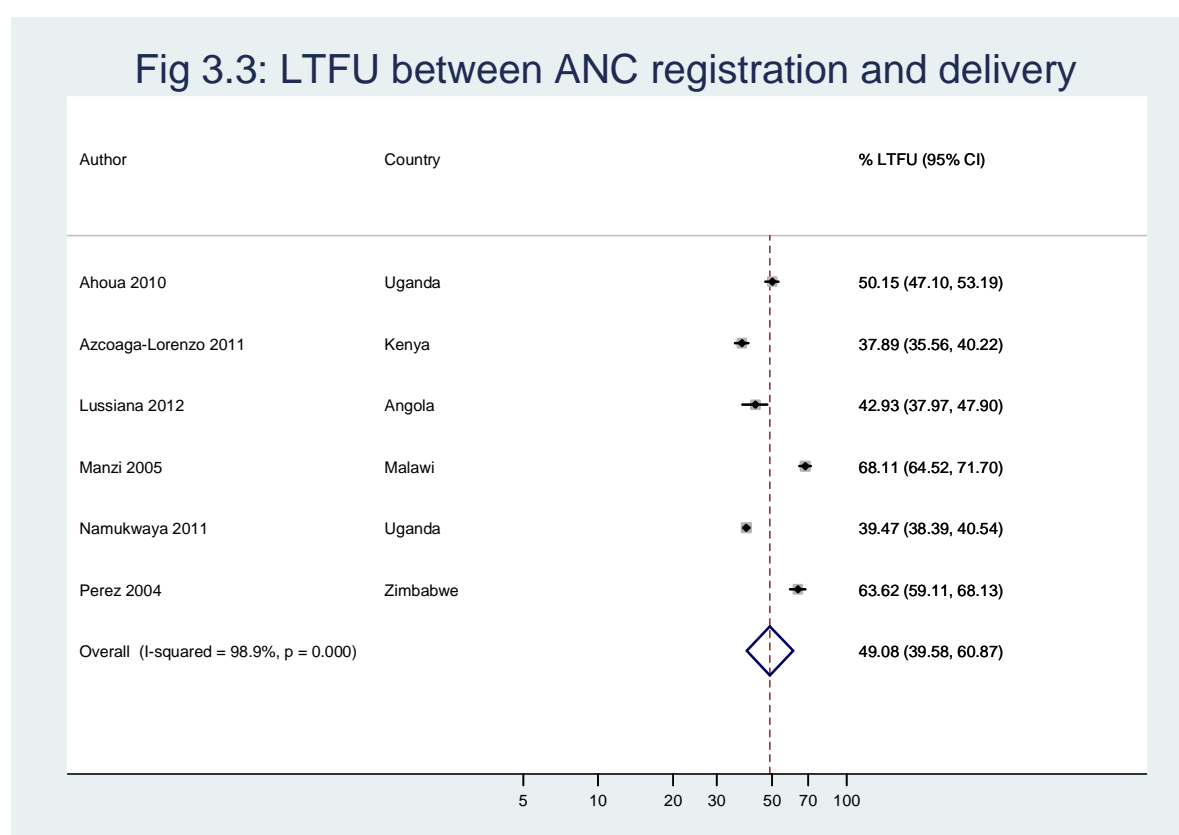 Fig 3.3: LTFU between ANC registration and delivery
Author Country % LTFU (95% CI)
Ahoua 2010 Uganda 50.15 (47.10, 53.19)
Azcoaga-Lorenzo 2011 Kenya 37.89 (35.56, 40.22)
Lussiana 2012 Angola 42.93 (37.97, 47.90)
Manzi 2005 Malawi 68.11 (64.52, 71.70)
Namukwaya 2011 Uganda 39.47 (38.39, 40.54)
Perez 2004 Zimbabwe 63.62 (59.11, 68.13)
Overall (I-squared = 98.9%, p = 0.000) 49.08 (39.58, 60.87)
5 10 20 30 50 70 100